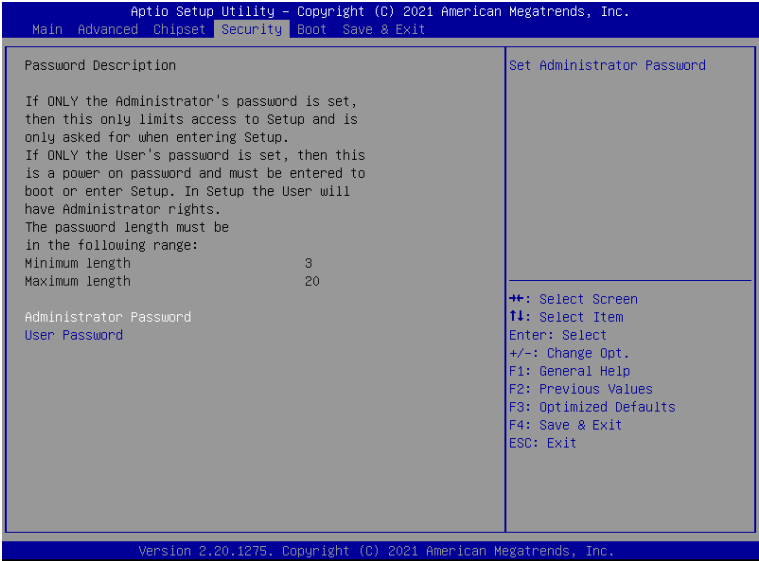 Aptio Setup Utility – Copyright (C) 2021 American Megatrends, Inc.
Main Advanced Chipset Security Boot Save & Exit
Password Description
If ONLY the Administrator's password is set,
then this only limits access to Setup and is
only asked for when entering Setup.
If ONLY the User's password is set, then this
is a power on password and must be entered to
boot or enter Setup. In Setup the User will
have Administrator rights.
The password length must be
in the following range:
Minimum length 3
Maximum length 20
Administrator Password
User Password
Set Administrator Password
→←: Select Screen
↑↓: Select Item
Enter: Select
+/-: Change Opt.
F1: General Help
F2: Previous Values
F3: Optimized Defaults
F4: Save & Exit
ESC: Exit
Version 2.20.1275. Copyright (C) 2021 American Megatrends, Inc.